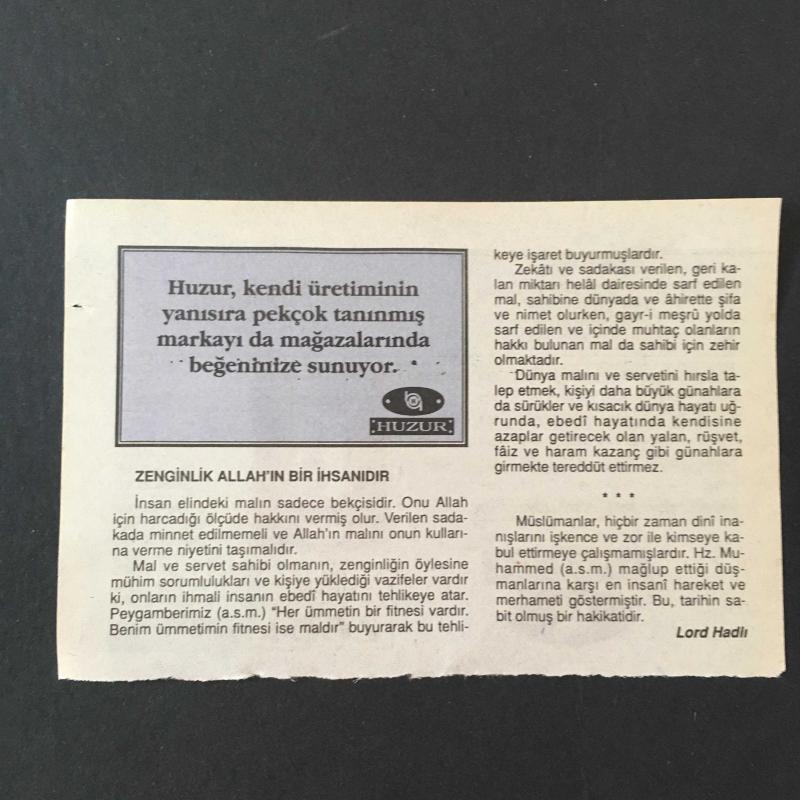 Huzur, kendi üretiminin
yanısıra pekçok tanınmış
markayı da mağazalarında
beğeninize sunuyor.
HUZUR
ZENGİNLİK ALLAH'IN BİR İHSANIDIR
İnsan elindeki malın sadece bekçisidir. Onu Allah
için harcadığı ölçüde hakkını vermiş olur. Verilen sada-
kada minnet edilmemeli ve Allah'ın malını onun kulları-
na verme niyetini taşımalıdır.
Mal ve servet sahibi olmanın, zenginliğin öylesine
mühim sorumlulukları ve kişiye yüklediği vazifeler vardır
ki, onların ihmali insanın ebedî hayatını tehlikeye atar.
Peygamberimiz (a.s.m.) “Her ümmetin bir fitnesi vardır.
Benim ümmetimin fitnesi ise maldır” buyurarak bu tehli-
keye işaret buyurmuşlardır.
Zekâtı ve sadakası verilen, geri ka-
lan miktarı helâl dairesinde sarf edilen
mal, sahibine dünyada ve âhirette şifa
ve nimet olurken, gayr-i meşrû yolda
sarf edilen ve içinde muhtaç olanların
hakkı bulunan mal da sahibi için zehir
olmaktadır.
Dünya malını ve servetini hırsla ta-
lep etmek, kişiyi daha büyük günahlara
da sürükler ve kısacık dünya hayatı uğ-
runda, ebedî hayatında kendisine
azaplar getirecek olan yalan, rüşvet,
fâiz ve haram kazanç gibi günahlara
girmekte tereddüt ettirmez.
* * *
Müslümanlar, hiçbir zaman dinî ina-
nışlarını işkence ve zor ile kimseye ka-
bul ettirmeye çalışmamışlardır. Hz. Mu-
hammed (a.s.m.) mağlup ettiği düş-
manlarına karşı en insanî hareket ve
merhameti göstermiştir. Bu, tarihin sa-
bit olmuş bir hakikatidir.
Lord Hadlı